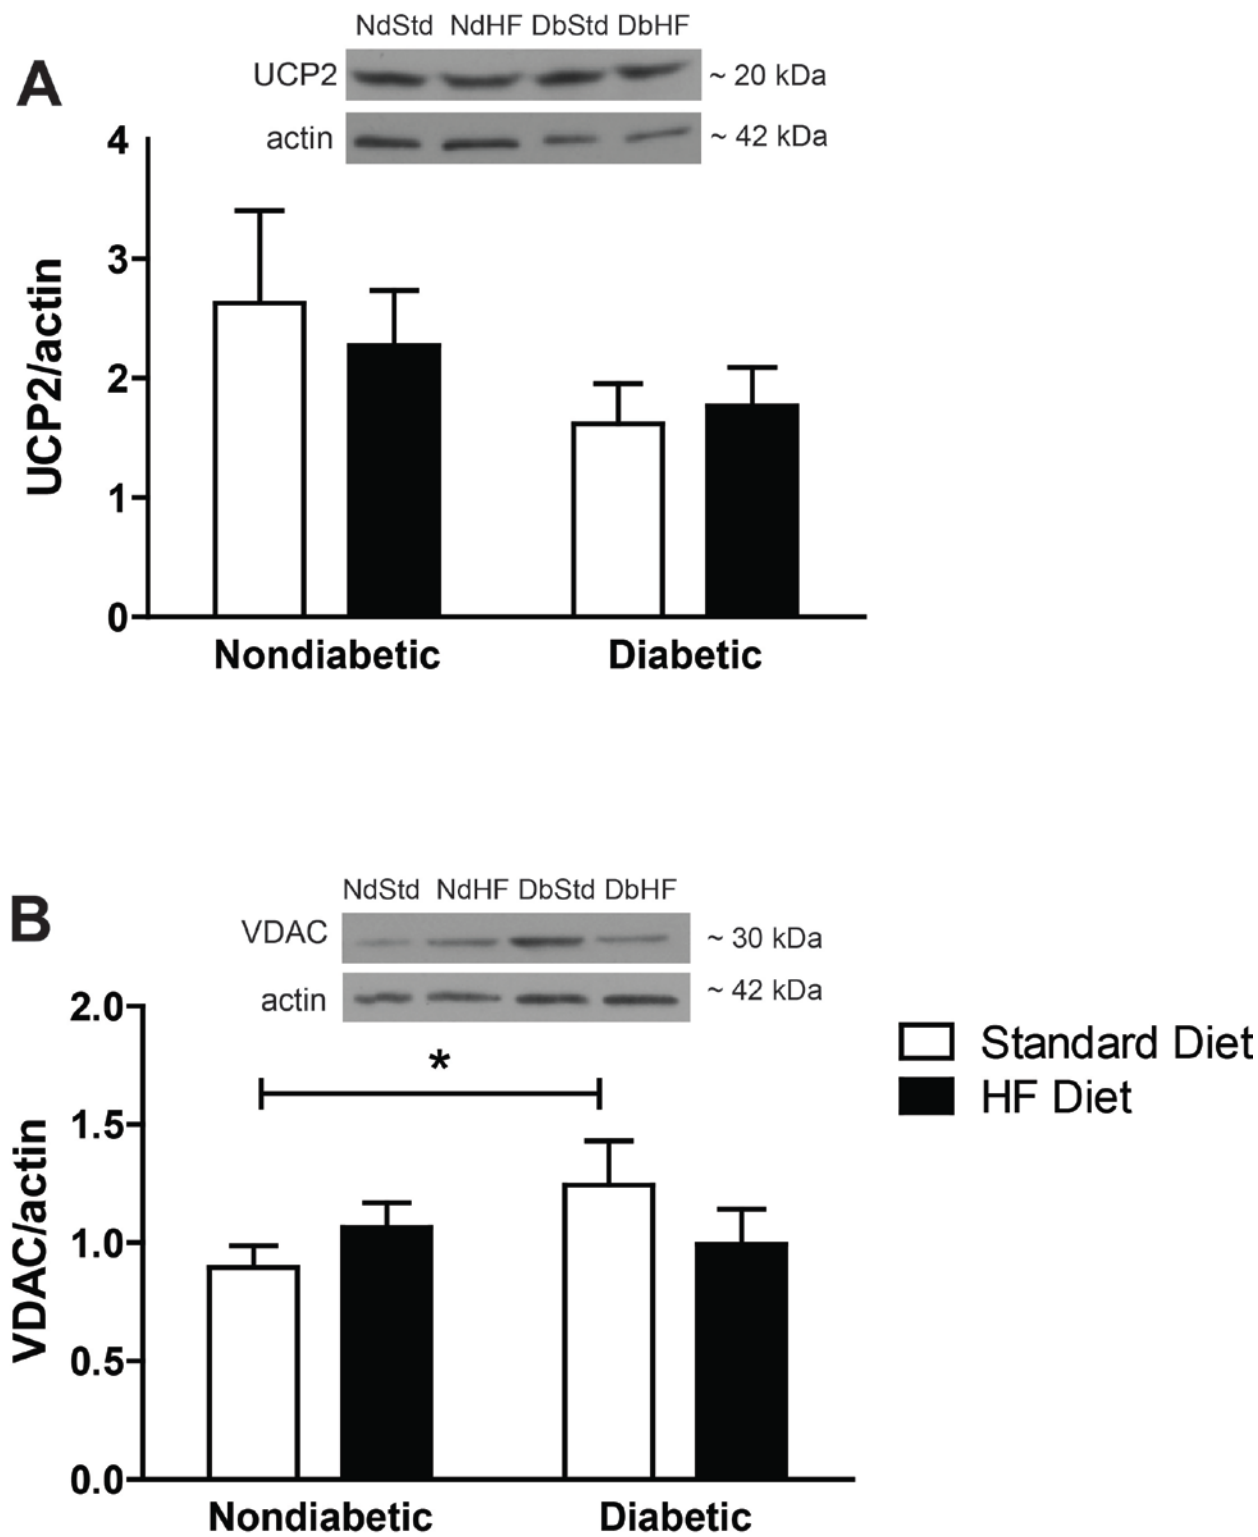 A
NdStd NdHF DbStd DbHF
UCP2 ~ 20 kDa
actin ~ 42 kDa
4
3
2
1
0
UCP2/actin
Nondiabetic Diabetic
B
NdStd NdHF DbStd DbHF
VDAC ~ 30 kDa
actin ~ 42 kDa
2.0
*
1.5
1.0
0.5
0.0
VDAC/actin
Nondiabetic Diabetic
Standard Diet
HF Diet